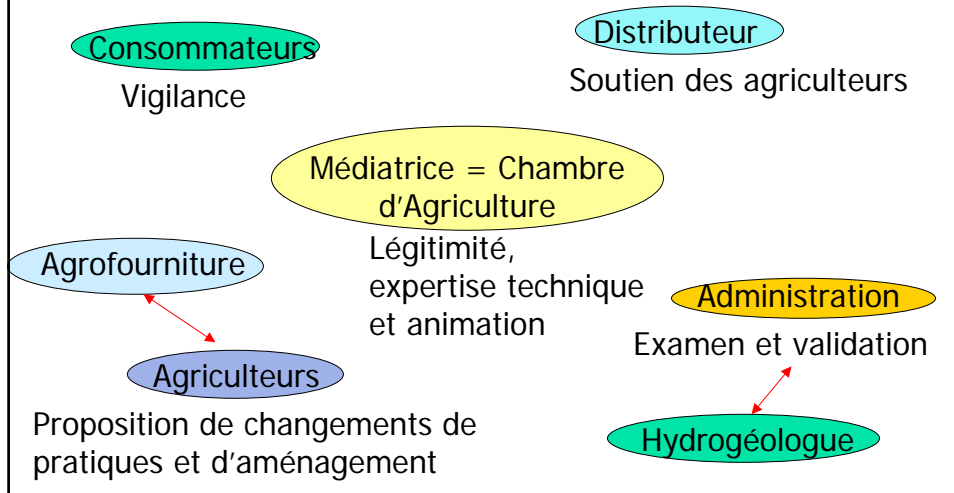 Consommateurs
Vigilance
Distributeur
Soutien des agriculteurs
Médiatrice = Chambre
d'Agriculture
Légitimité,
expertise technique
et animation
Agrofourniture
Agriculteurs
Proposition de changements de
pratiques et d'aménagement
Administration
Examen et validation
Hydrogéologue